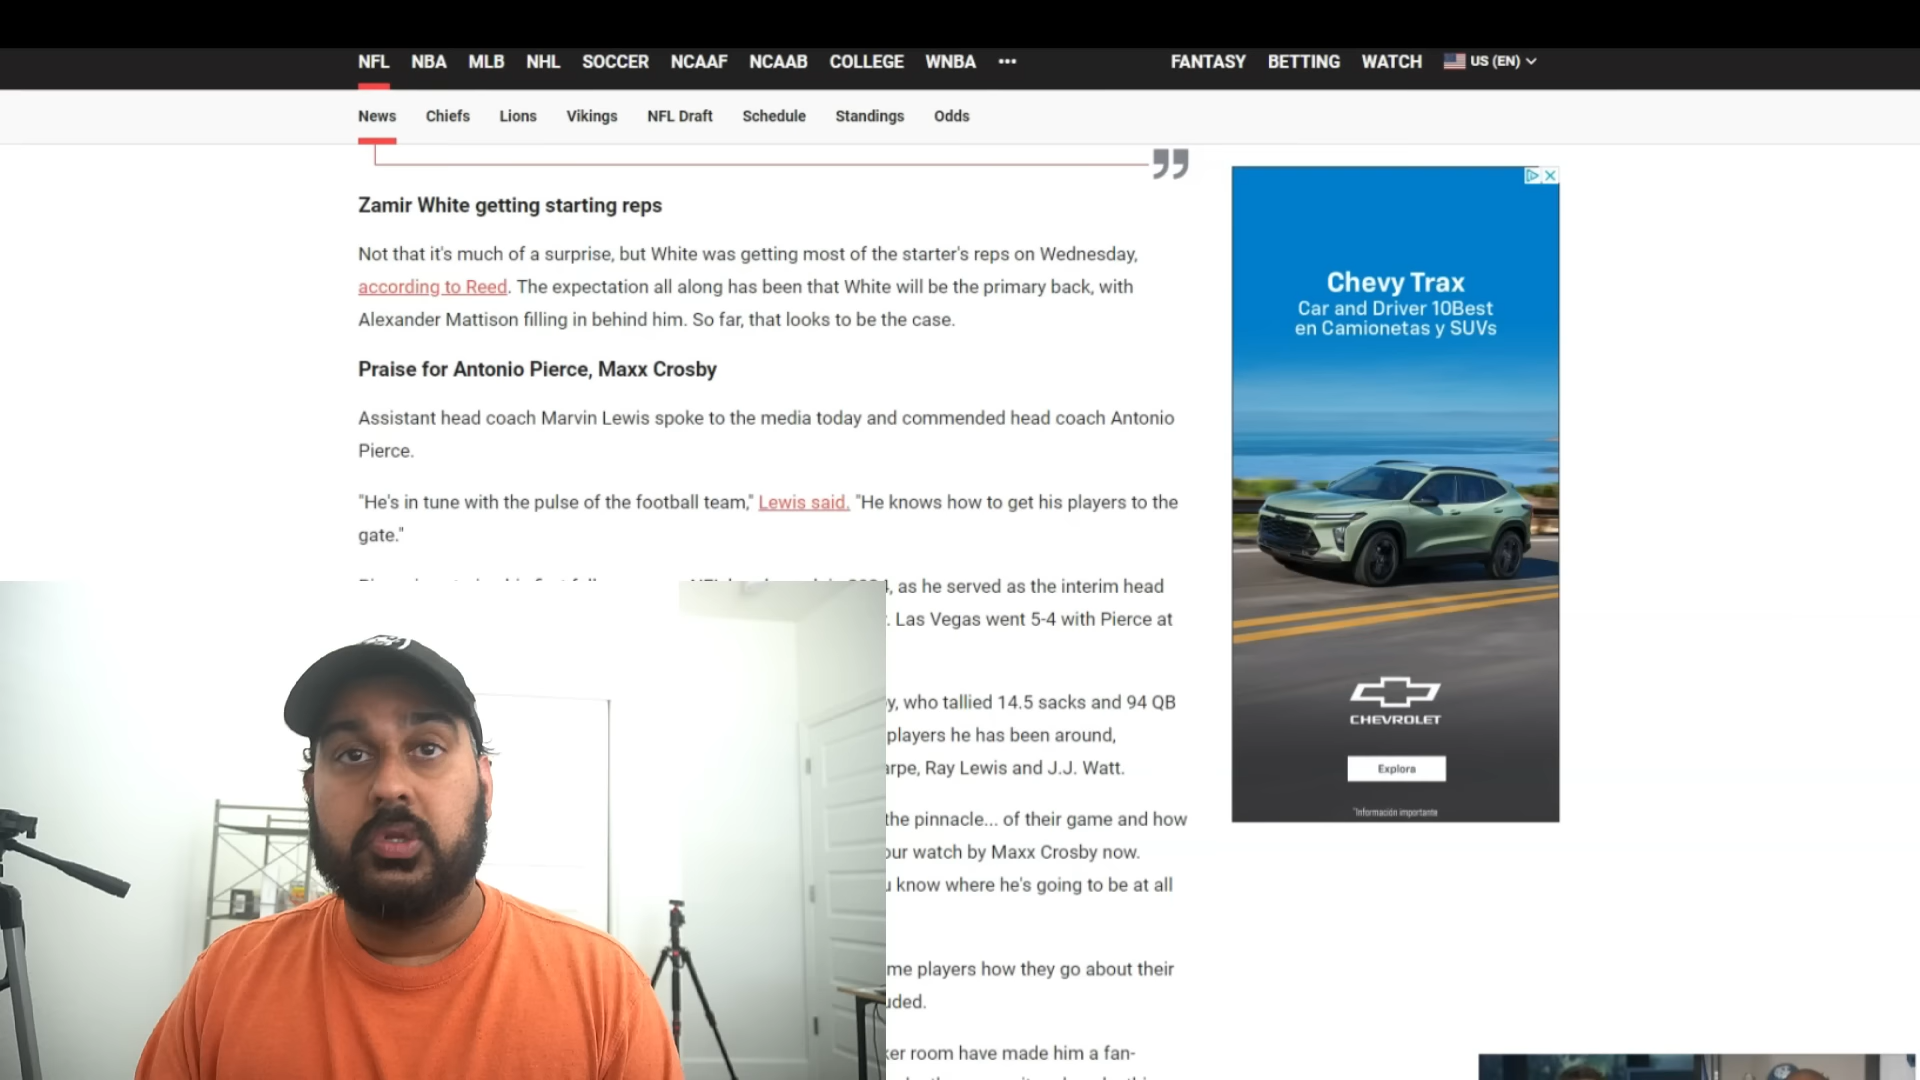 NFL NBA MLB NHL SOCCER NCAAF NCAAB COLLEGE WNBA ••• FANTASY BETTING WATCH US (EN)
News Chiefs Lions Vikings NFL Draft Schedule Standings Odds
”
Zamir White getting starting reps
Not that it's much of a surprise, but White was getting most of the starter's reps on Wednesday,
according to Reed. The expectation all along has been that White will be the primary back, with
Alexander Mattison filling in behind him. So far, that looks to be the case.
Praise for Antonio Pierce, Maxx Crosby
Assistant head coach Marvin Lewis spoke to the media today and commended head coach Antonio
Pierce.
"He's in tune with the pulse of the football team," Lewis said. "He knows how to get his players to the
gate."
, as he served as the interim head
. Las Vegas went 5-4 with Pierce at
y, who tallied 14.5 sacks and 94 QB
players he has been around,
arpe, Ray Lewis and J.J. Watt.
the pinnacle... of their game and how
our watch by Maxx Crosby now.
know where he's going to be at all
me players how they go about their
uded.
ker room have made him a fan-
Chevy Trax
Car and Driver 10Best
en Camionetas y SUVs
CHEVROLET
Explora
*Información importante